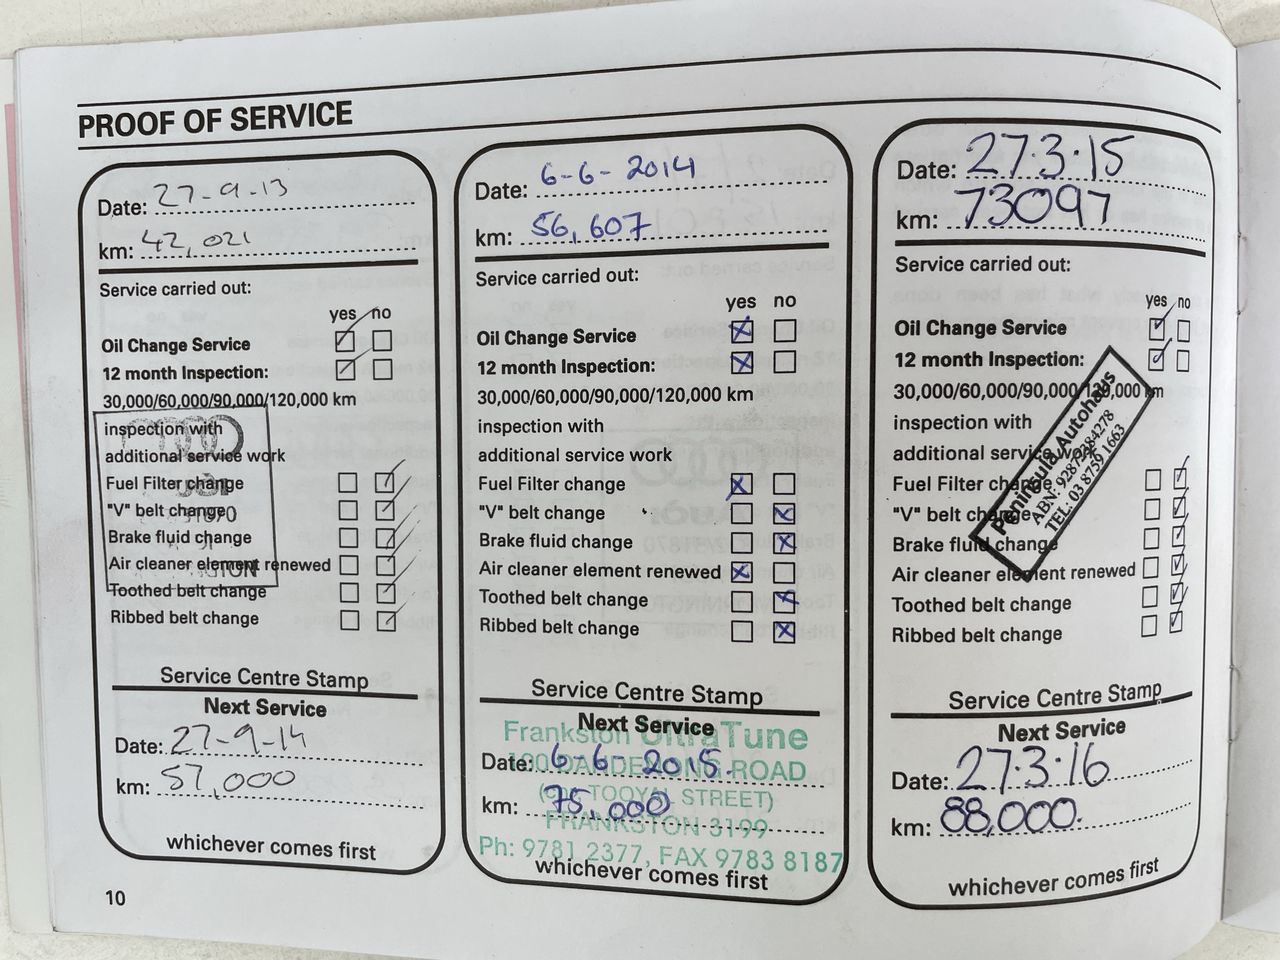 PROOF OF SERVICE
Date: 27-9-13
km: 42,021
Service carried out:
yes no
Oil Change Service
12 month Inspection:
30,000/60,000/90,000/120,000 km
inspection with
additional service work
Fuel Filter change
"V" belt change
Brake fluid change
Air cleaner element renewed
Toothed belt change
Ribbed belt change
Service Centre Stamp
Next Service
Date: 27-9-14
km: 57,000
whichever comes first
10
Date: 6-6-2014
km: 56,607
Service carried out:
yes no
Oil Change Service
12 month Inspection:
30,000/60,000/90,000/120,000 km
inspection with
additional service work
Fuel Filter change
"V" belt change
Brake fluid change
Air cleaner element renewed
Toothed belt change
Ribbed belt change
Service Centre Stamp
Next Service
Frankston UltraTune
Date: 6-6-2015
100 DANDENONG ROAD
(cnr TOOYAL STREET)
km: 75,000
FRANKSTON 3199
Ph: 9781 2377, FAX 9783 8187
whichever comes first
Date: 27.3.15
km: 73097
Service carried out:
yes no
Oil Change Service
12 month Inspection:
30,000/60,000/90,000/120,000 km
inspection with
additional service
Fuel Filter change
"V" belt change
Brake fluid change
Air cleaner element renewed
Toothed belt change
Ribbed belt change
Peninsula Autohaus
TEL: 03 8759 1663
Service Centre Stamp
Next Service
Date: 27.3.16
km: 88,000.
whichever comes first